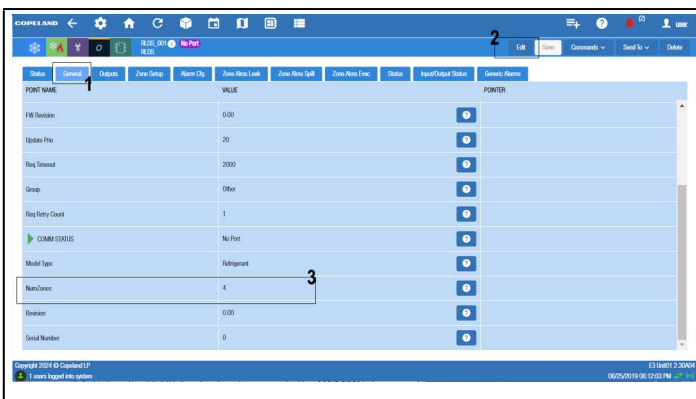 COPELAND
user
RLDS_001 No Port
RLDS
2
Edit Save Commands Send To Delete
Status General Outputs Zone Setup Alarm Cfg Zone Alms Leak Zone Alms Spill Zone Alms Evac Status Input/Output Status Generic Alarms
1
POINT NAME VALUE POINTER
FW Revision 0.00
Update Prio 20
Req Timeout 2000
Group Other
Req Retry Count 1
COMM STATUS No Port
Model Type Refrigerant
3
NumZones 4
Revision 0.00
Serial Number 0
Copyright 2024 © Copeland LP E3 Unit01 2.30A04
1 users logged into system 06/25/2019 06:12:03 PM